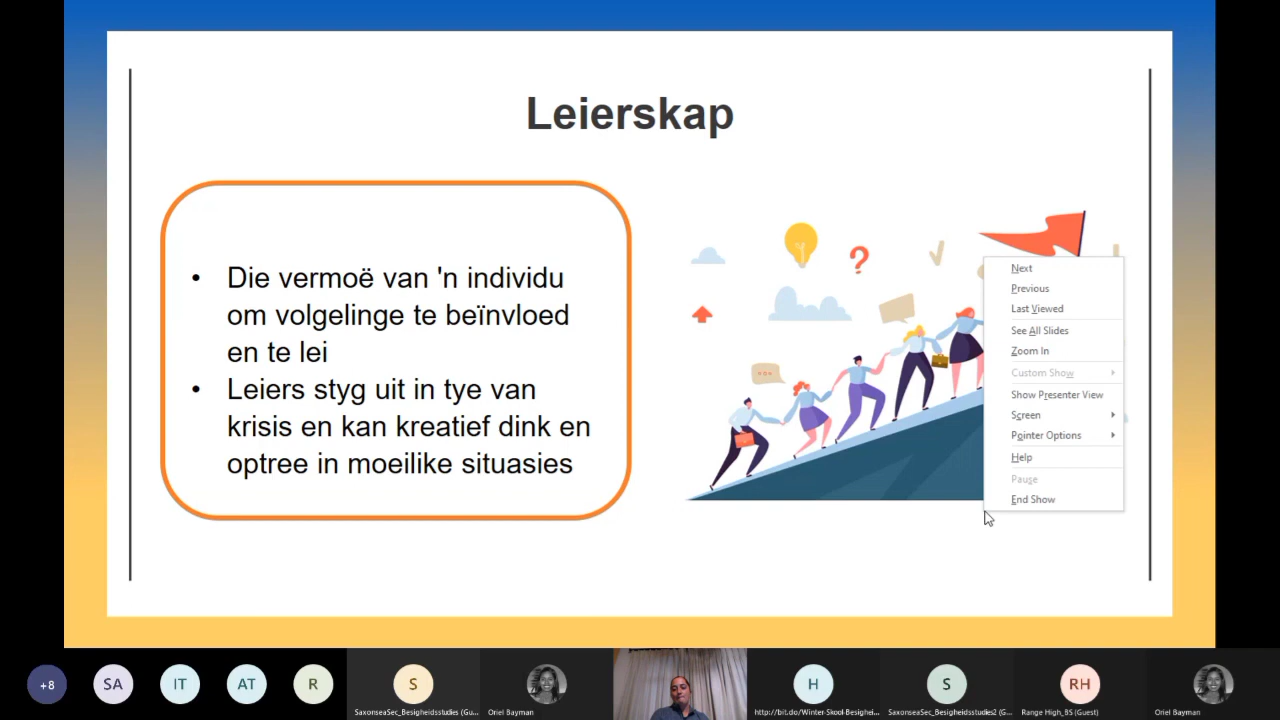 Leierskap
• Die vermoë van 'n individu
om volgelinge te beïnvloed
en te lei
• Leiers styg uit in tye van
krisis en kan kreatief dink en
optree in moeilike situasies
?
Next
Previous
Last Viewed
See All Slides
Zoom In
Custom Show
Show Presenter View
Screen
Pointer Options
Help
Pause
End Show
+8
SA
IT
AT
R
S
SaxonseaSec_Besigheidsstudies (Gu...
Oriel Bayman
H
http://bit.do/Winter-Skool-Besighei...
S
SaxonseaSec_Besigheidsstudies2 (G...
RH
Range High_BS (Guest)
Oriel Bayman